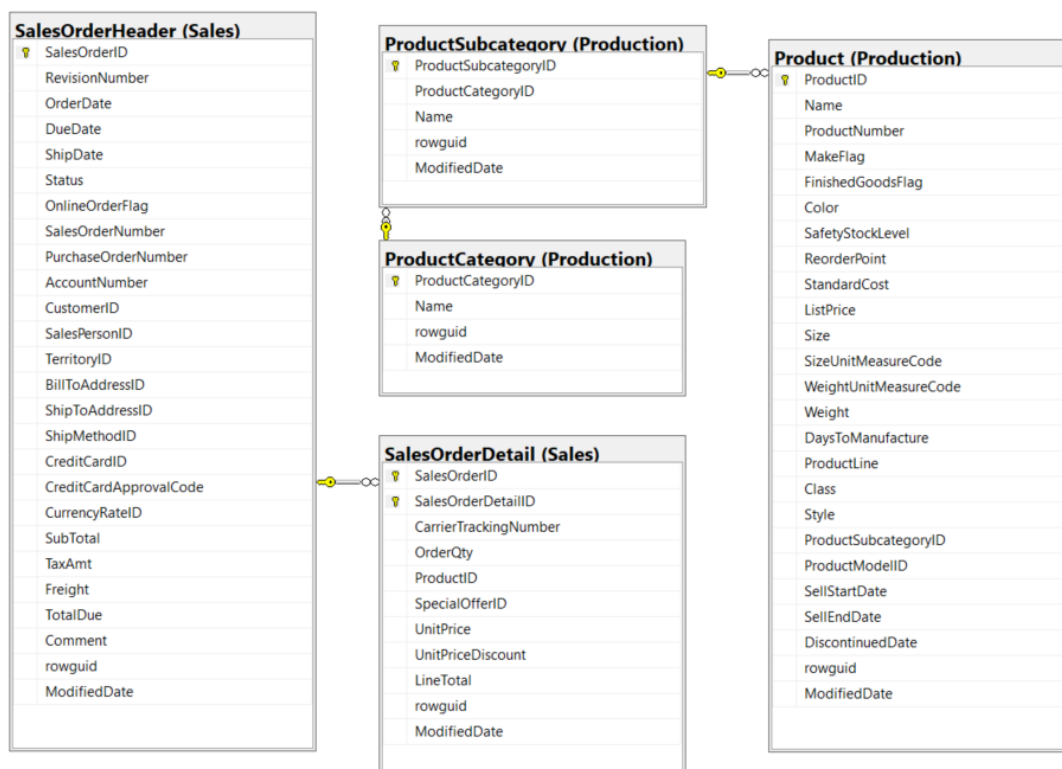 SalesOrderHeader (Sales)
SalesOrderID
RevisionNumber
OrderDate
DueDate
ShipDate
Status
OnlineOrderFlag
SalesOrderNumber
PurchaseOrderNumber
AccountNumber
CustomerID
SalesPersonID
TerritoryID
BillToAddressID
ShipToAddressID
ShipMethodID
CreditCardID
CreditCardApprovalCode
CurrencyRateID
SubTotal
TaxAmt
Freight
TotalDue
Comment
rowguid
ModifiedDate
ProductSubcategory (Production)
ProductSubcategoryID
ProductCategoryID
Name
rowguid
ModifiedDate
ProductCategory (Production)
ProductCategoryID
Name
rowguid
ModifiedDate
SalesOrderDetail (Sales)
SalesOrderID
SalesOrderDetailID
CarrierTrackingNumber
OrderQty
ProductID
SpecialOfferID
UnitPrice
UnitPriceDiscount
LineTotal
rowguid
ModifiedDate
Product (Production)
ProductID
Name
ProductNumber
MakeFlag
FinishedGoodsFlag
Color
SafetyStockLevel
ReorderPoint
StandardCost
ListPrice
Size
SizeUnitMeasureCode
WeightUnitMeasureCode
Weight
DaysToManufacture
ProductLine
Class
Style
ProductSubcategoryID
ProductModelID
SellStartDate
SellEndDate
DiscontinuedDate
rowguid
ModifiedDate